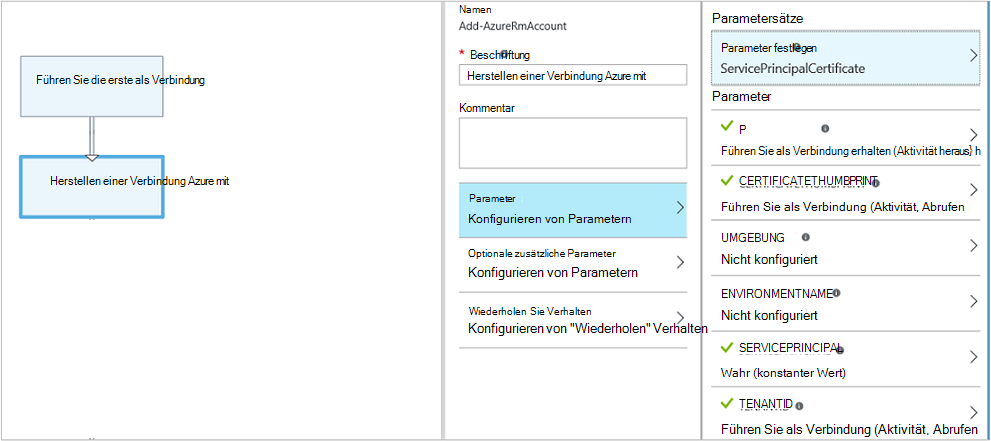 Führen Sie die erste als Verbindung
Herstellen einer Verbindung Azure mit
Namen
Add-AzureRmAccount
* Beschriftung
Herstellen einer Verbindung Azure mit
Kommentar
Parameter
Konfigurieren von Parametern
Optionale zusätzliche Parameter
Konfigurieren von Parametern
Wiederholen Sie Verhalten
Konfigurieren von "Wiederholen" Verhalten
Parametersätze
Parameter festlegen
ServicePrincipalCertificate
Parameter
P
Führen Sie als Verbindung erhalten (Aktivität heraus) h
CERTIFICATETHUMBPRINT
Führen Sie als Verbindung (Aktivität, Abrufen
UMGEBUNG
Nicht konfiguriert
ENVIRONMENTNAME
Nicht konfiguriert
SERVICEPRINCIPAL
Wahr (konstanter Wert)
TENANTID
Führen Sie als Verbindung (Aktivität, Abrufen